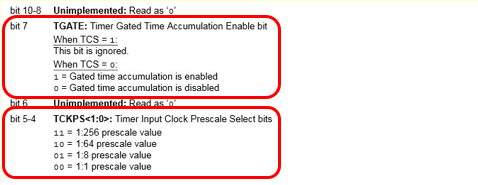 bit 10-8 Unimplemented: Read as ‘0’
bit 7 TGATE: Timer Gated Time Accumulation Enable bit
When TCS = 1:
This bit is ignored.
When TCS = 0:
1 = Gated time accumulation is enabled
0 = Gated time accumulation is disabled
bit 6 Unimplemented: Read as ‘0’
bit 5-4 TCKPS<1:0>: Timer Input Clock Prescale Select bits
11 = 1:256 prescale value
10 = 1:64 prescale value
01 = 1:8 prescale value
00 = 1:1 prescale value